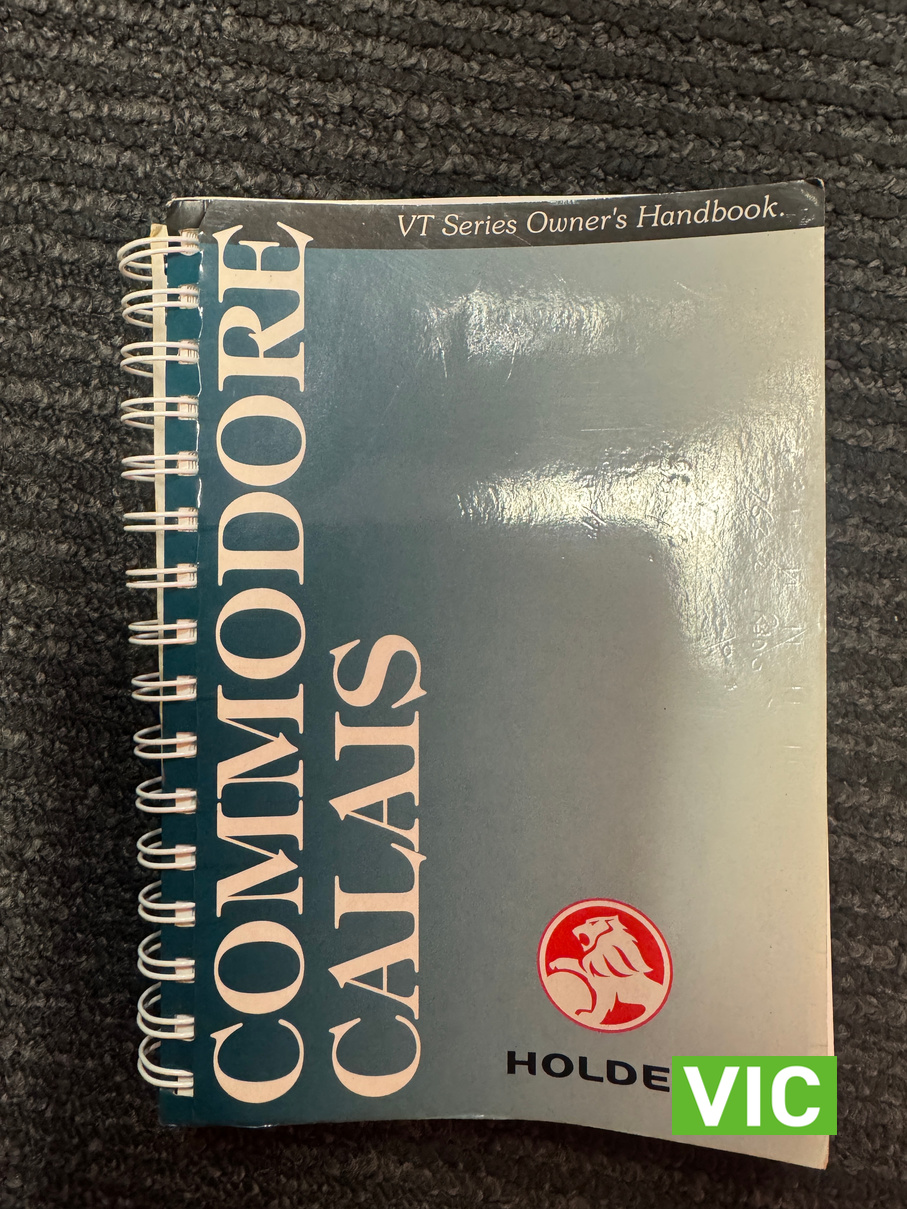 VT Series Owner's Handbook.
COMMODORE
CALAIS
HOLDE
VIC